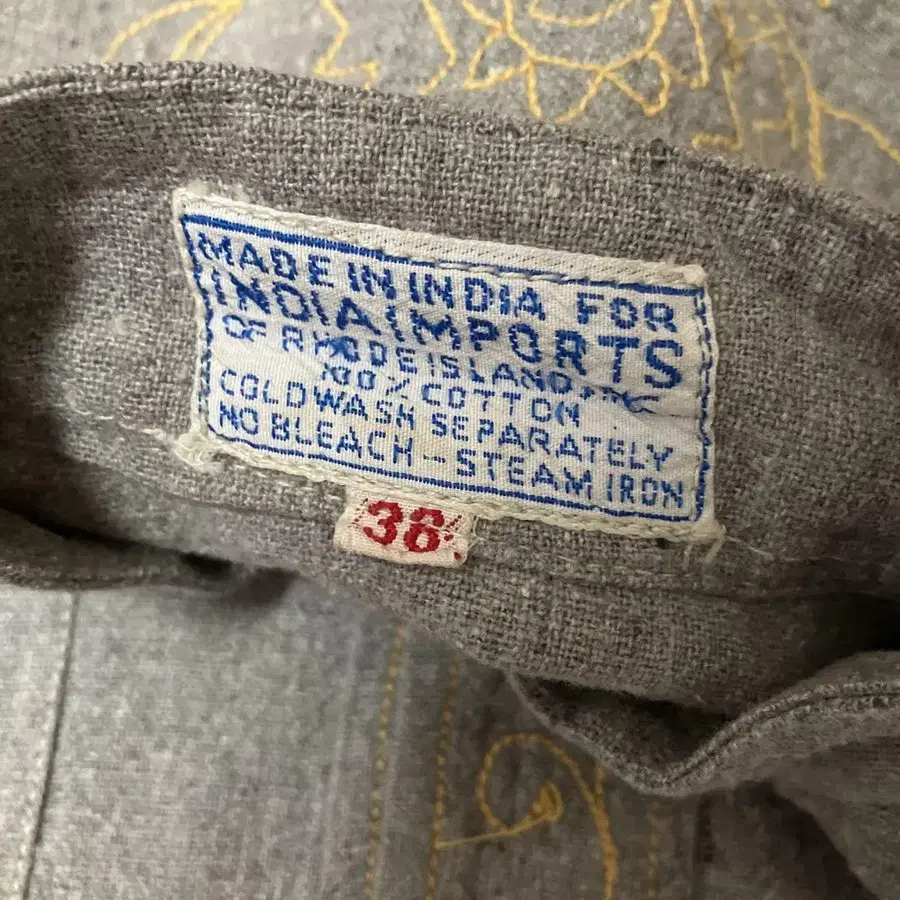 MADE IN INDIA FOR
INDIA IMPORTS
OF RHODE ISLAND INC
100% COTTON
COLD WASH SEPARATELY
NO BLEACH - STEAM IRON
36